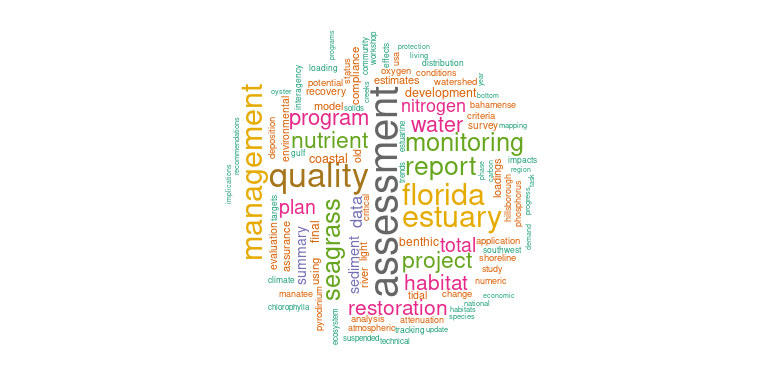 programs
workshop
community
effects
protection
living
usa
distribution
loading
status
compliance
oxygen
conditions
interagency
potential
estimates
watershed
year
oyster
recovery
creeks
development
bottom
management
environmental
model
solids
assessment
nitrogen
bahamense
recommendations
deposition
program
water
criteria
survey
mapping
nutrient
estuarine
monitoring
gulf
coastal
old
implications
quality
trends
report
phase
carbon
loadings
impacts
region
task
targets
plan
data
critical
florida
hillsborough
phosphorus
progress
estuary
demand
evaluation
assurance
summary
final
seagrass
sediment
light
river
benthic
total
application
southwest
project
shoreline
climate
using
study
habitat
numeric
manatee
tidal
change
economic
chlorophylla
pyrodinium
restoration
national
habitats
species
ecosystem
analysis
attenuation
atmospheric
tracking
update
suspended
technical